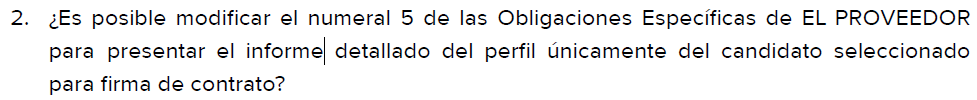 2. ¿Es posible modificar el numeral 5 de las Obligaciones Específicas de EL PROVEEDOR
para presentar el informe detallado del perfil únicamente del candidato seleccionado
para firma de contrato?